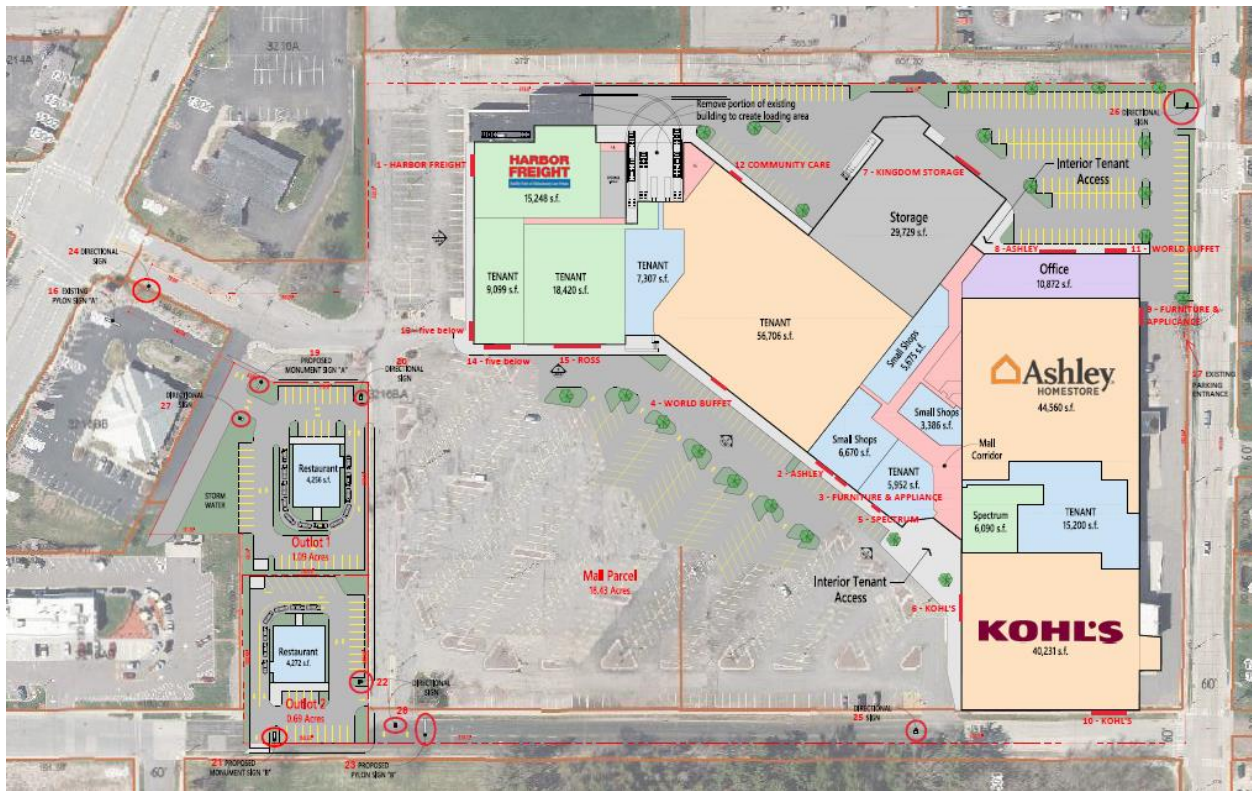 3210A
Remove portion of existing
building to create loading area
26 DIRECTIONAL
SIGN
1 - HARBOR FREIGHT
HARBOR
FREIGHT
15,248 s.f.
12 COMMUNITY CARE
7 - KINGDOM STORAGE
Interior Tenant
Access
Storage
29,729 s.f.
8 - ASHLEY
11 - WORLD BUFFET
Office
10,872 s.f.
24 DIRECTIONAL
SIGN
16 EXISTING
PYLON SIGN "A"
TENANT
9,099 s.f.
TENANT
18,420 s.f.
TENANT
7,307 s.f.
TENANT
56,706 s.f.
Small Shops
5,675 s.f.
9 - FURNITURE &
APPLICANCE
13 - five below
14 - five below
15 - ROSS
19
PROPOSED
MONUMENT SIGN "A"
20
DIRECTIONAL
SIGN
27 DIRECTIONAL
SIGN
Ashley
HOMESTORE
44,560 s.f.
17 EXISTING
PARKING
ENTRANCE
4 - WORLD BUFFET
Small Shops
3,386 s.f.
Small Shops
6,670 s.f.
Mall
Corridor
TENANT
5,952 s.f.
2 - ASHLEY
3 - FURNITURE & APPLIANCE
5 - SPECTRUM
Restaurant
4,256 s.f.
STORM
WATER
Spectrum
6,090 s.f.
TENANT
15,200 s.f.
Outlot 1
1.09 Acres
Mall Parcel
18.43 Acres
Interior Tenant
Access
6 - KOHL'S
KOHL'S
40,231 s.f.
Restaurant
4,272 s.f.
22
DIRECTIONAL
SIGN
Outlot 2
0.69 Acres
28
DIRECTIONAL
SIGN
25
10 - KOHL'S
60'
60'
21 PROPOSED
MONUMENT SIGN "B"
23 PROPOSED
PYLON SIGN "B"
60'